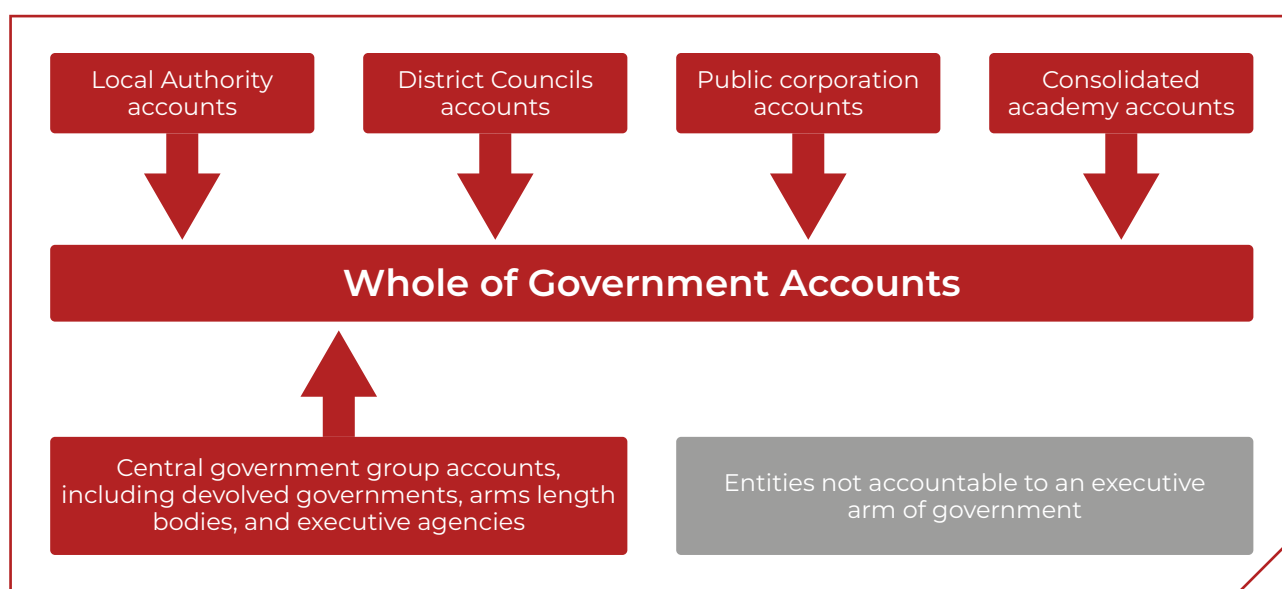 Local Authority
accounts
District Councils
accounts
Public corporation
accounts
Consolidated
academy accounts
Whole of Government Accounts
Central government group accounts,
including devolved governments, arms length
bodies, and executive agencies
Entities not accountable to an executive
arm of government